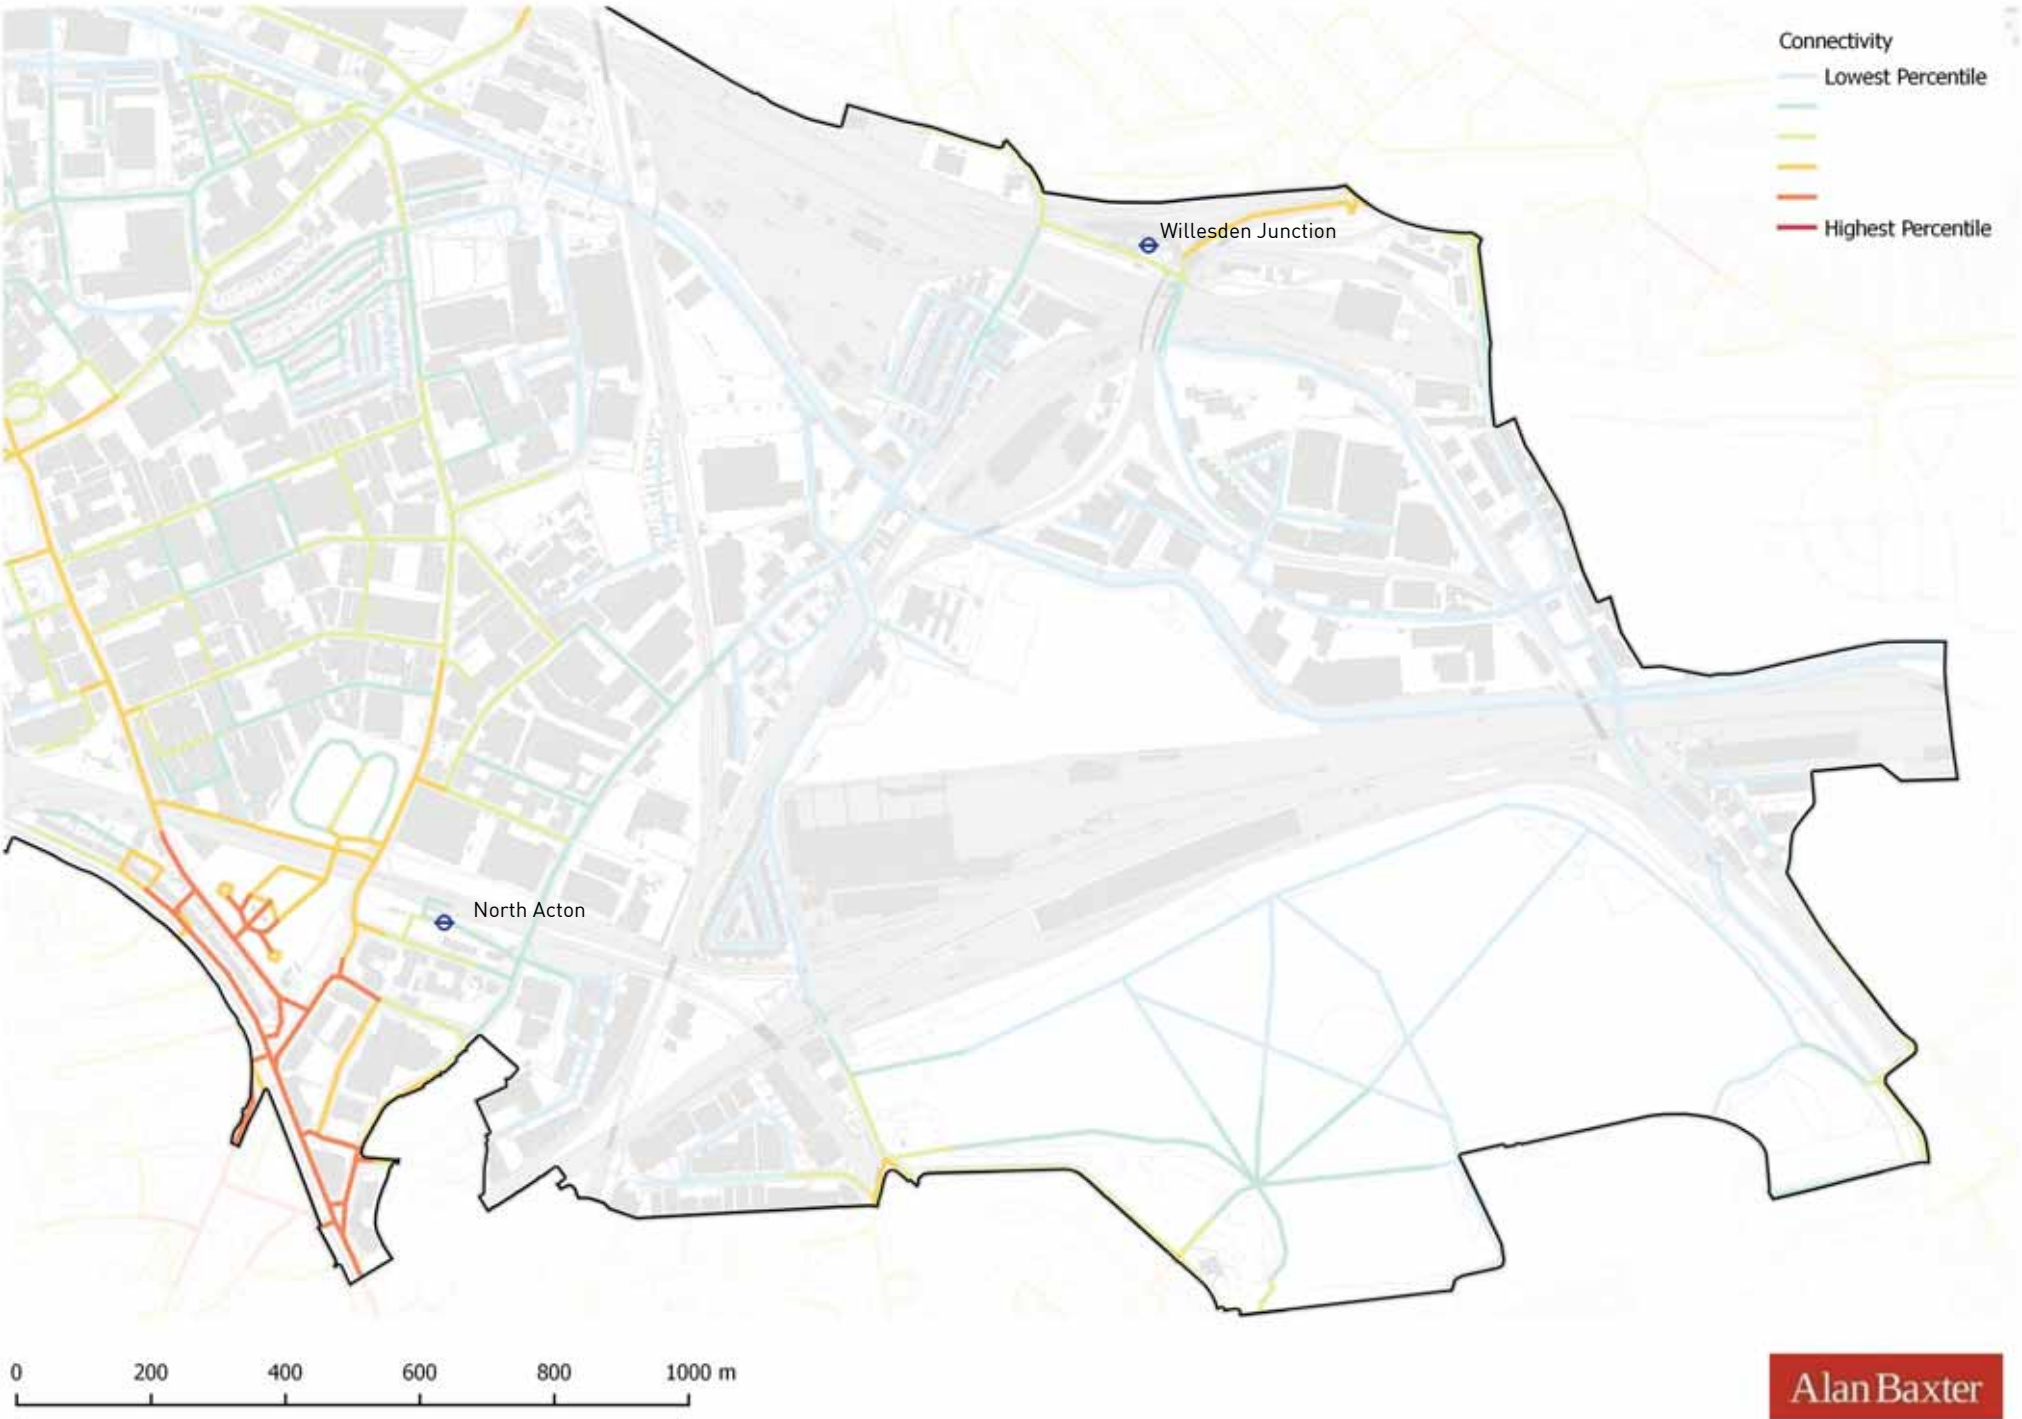 Connectivity
Lowest Percentile
Highest Percentile
Willesden Junction
North Acton
0 200 400 600 800 1000 m
Alan Baxter